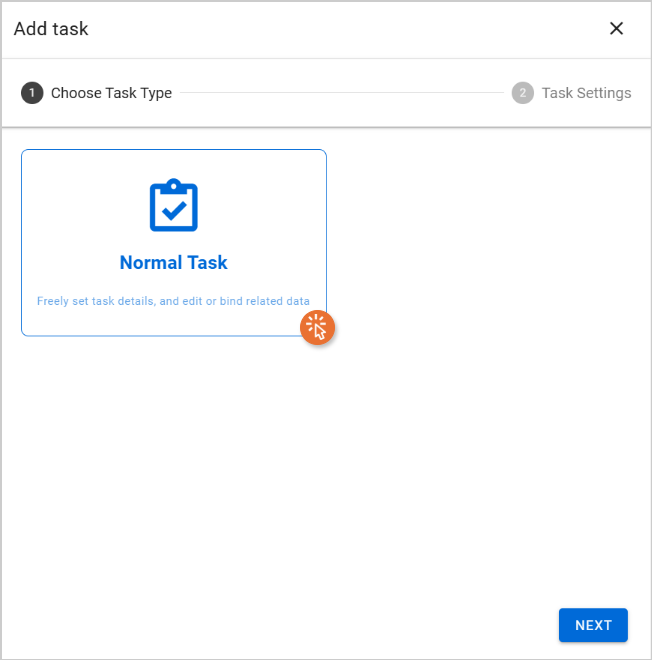 Add task
1 Choose Task Type
2 Task Settings
Normal Task
Freely set task details, and edit or bind related data
NEXT